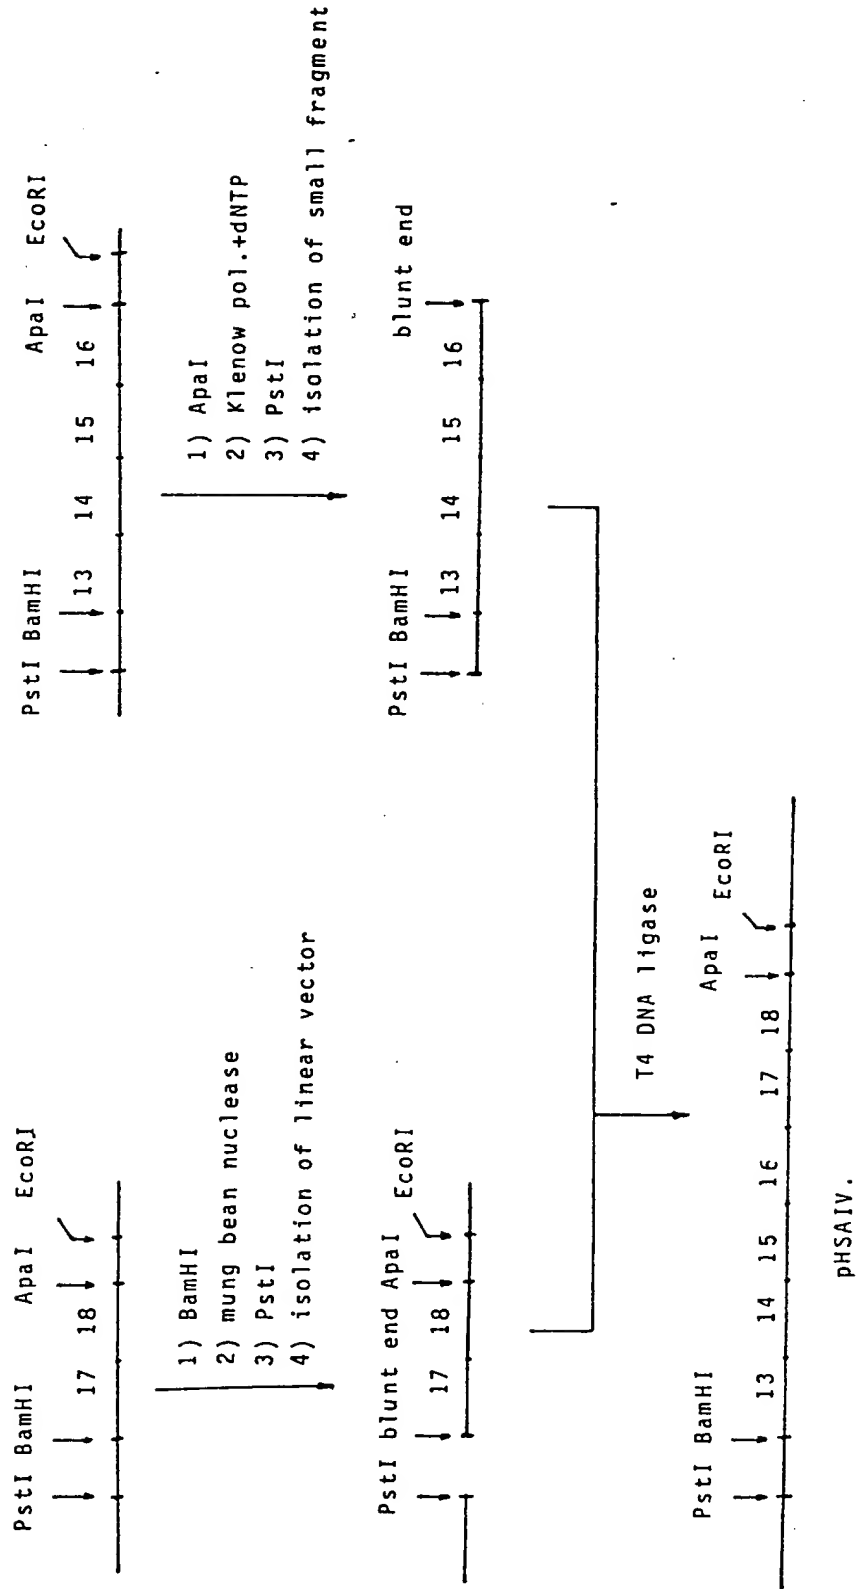 PstI BamHI ApaI EcoRI
17 18
1) BamHI
2) mung bean nuclease
3) PstI
4) isolation of linear vector
PstI blunt end ApaI EcoRI
17 18
PstI BamHI ApaI EcoRI
13 14 15 16
1) ApaI
2) Klenow pol.+dNTP
3) PstI
4) isolation of small fragment
PstI BamHI blunt end
13 14 15 16
T4 DNA ligase
PstI BamHI ApaI EcoRI
13 14 15 16 17 18
pHSAIV.